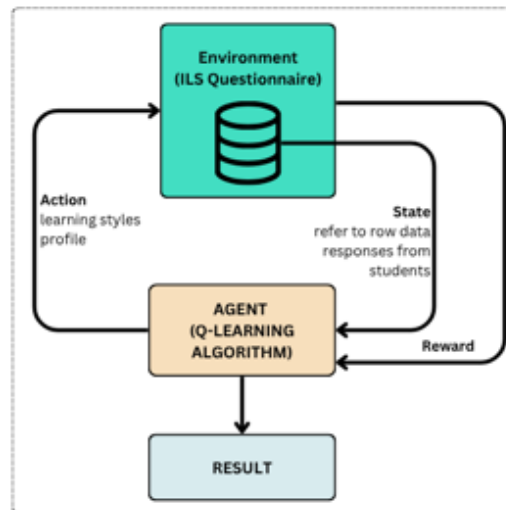 Environment
(ILS Questionnaire)
Action
learning styles
profile
State
refer to row data
responses from
students
AGENT
(Q-LEARNING
ALGORITHM)
Reward
RESULT